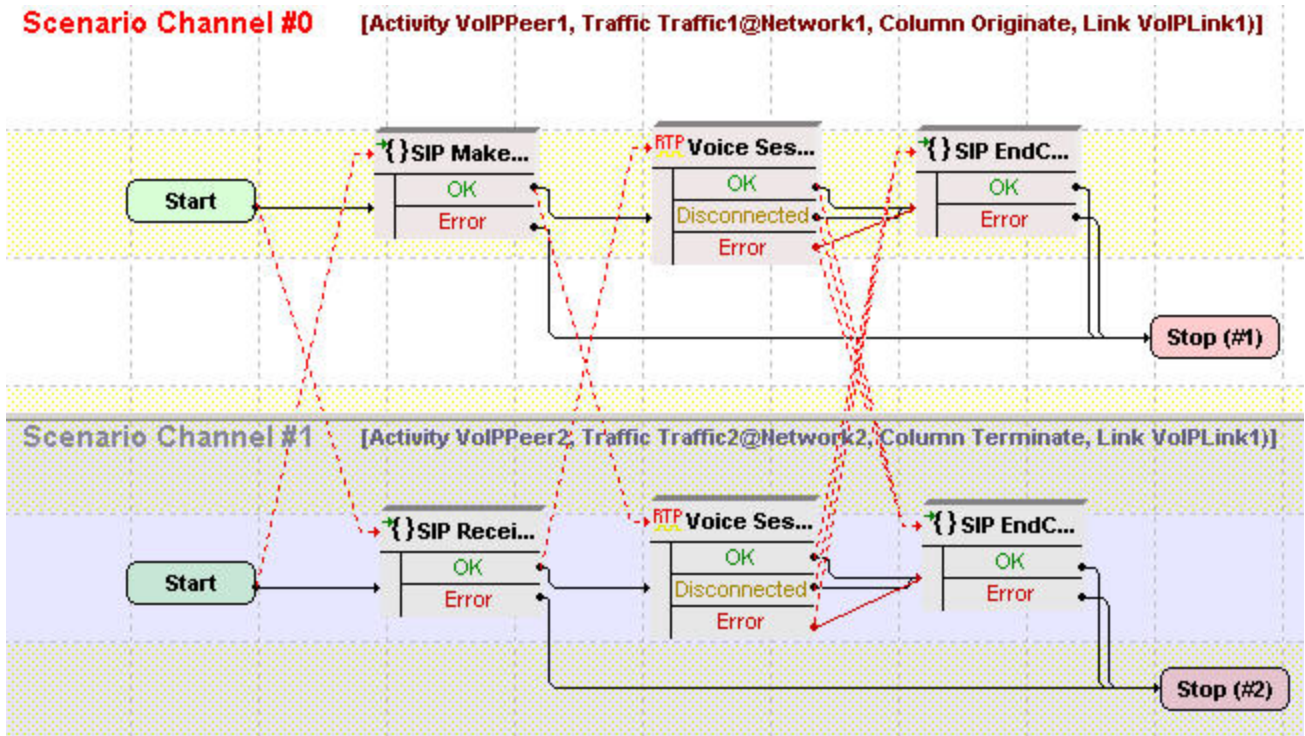 Scenario Channel #0 [Activity VoIPPeer1, Traffic Traffic1@Network1, Column Originate, Link VoIPLink1)]
{}SIP Make... RTP Voice Ses... {} SIP EndC...
Start OK OK OK
Error Disconnected Error
Error
Stop (#1)
Scenario Channel #1 [Activity VoIPPeer2, Traffic Traffic2@Network2, Column Terminate, Link VoIPLink1)]
{}SIP Recei... RTP Voice Ses... {} SIP EndC...
Start OK OK OK
Error Disconnected Error
Error
Stop (#2)